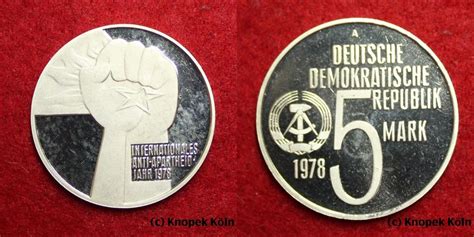 INTERNATIONALES
ANTI-APARTHEID-
JAHR 1978
(c) Knopek Köln
A
DEUTSCHE
DEMOKRATISCHE
REPUBLIK
5
MARK
1978
(c) Knopek Köln